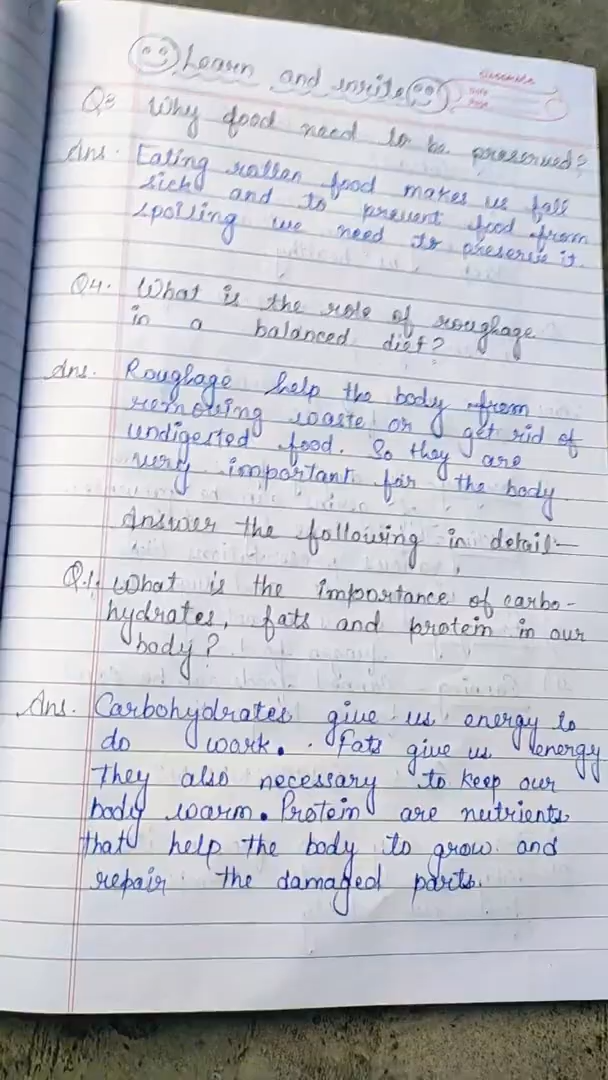 Learn and write
Q3 Why food need to be preserved?
Ans. Eating rotten food makes us fall
sick and to prevent food from
spoiling we need to preserve it.
Q4. What is the role of roughage
in a balanced diet?
Ans. Roughage help the body from
removing waste or get rid of
undigested food. So they are
very important for the body.
Answer the following in detail-
Q.1. What is the importance of carbo-
hydrates, fats and protein in our
body?
Ans. Carbohydrates give us energy to
do work. Fats give us energy
They also necessary to keep our
body warm. Protein are nutrients
that help the body to grow and
repair the damaged parts.